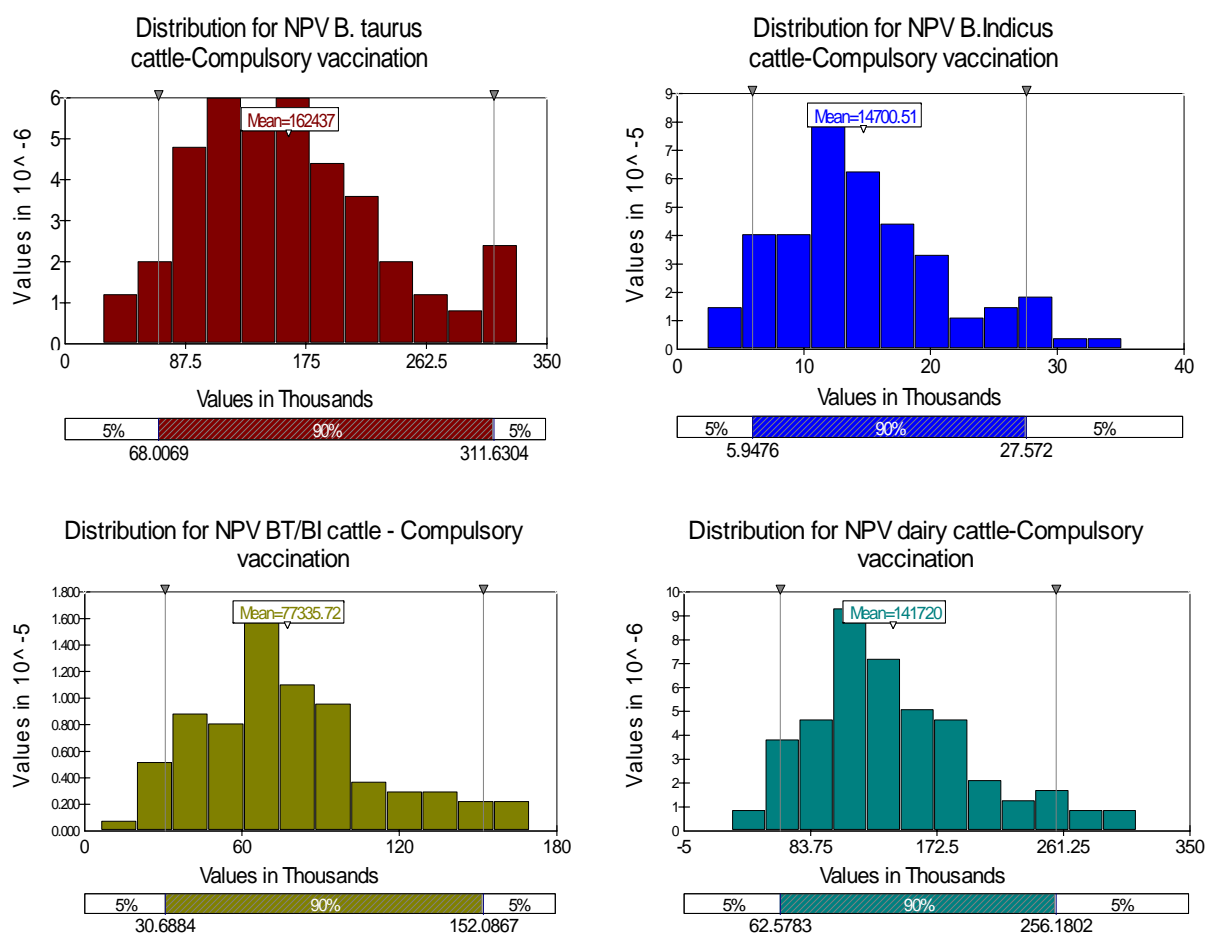 Distribution for NPV B. taurus
cattle-Compulsory vaccination
Values in 10^ -6
6
5
4
3
2
1
0
Mean=162437
0 87.5 175 262.5 350
Values in Thousands
5% 90% 5%
68.0069 311.6304
Distribution for NPV B.Indicus
cattle-Compulsory vaccination
Values in 10^ -5
9
8
7
6
5
4
3
2
1
0
Mean=14700.51
0 10 20 30 40
Values in Thousands
5% 90% 5%
5.9476 27.572
Distribution for NPV BT/BI cattle - Compulsory
vaccination
Values in 10^ -5
1.800
1.600
1.400
1.200
1.000
0.800
0.600
0.400
0.200
0.000
Mean=77335.72
0 60 120 180
Values in Thousands
5% 90% 5%
30.6884 152.0867
Distribution for NPV dairy cattle-Compulsory
vaccination
Values in 10^ -6
10
9
8
7
6
5
4
3
2
1
0
Mean=141720
-5 83.75 172.5 261.25 350
Values in Thousands
5% 90% 5%
62.5783 256.1802